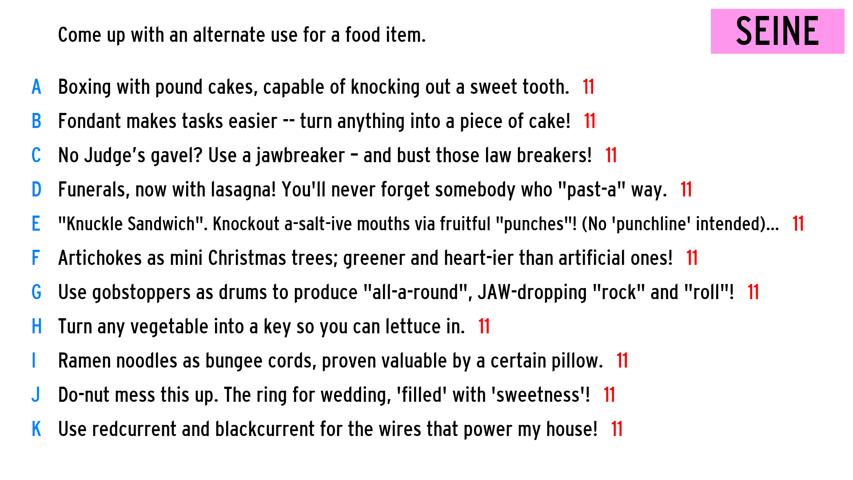 Come up with an alternate use for a food item.
SEINE
A Boxing with pound cakes, capable of knocking out a sweet tooth. 11
B Fondant makes tasks easier -- turn anything into a piece of cake! 11
C No Judge's gavel? Use a jawbreaker – and bust those law breakers! 11
D Funerals, now with lasagna! You'll never forget somebody who "past-a" way. 11
E "Knuckle Sandwich". Knockout a-salt-ive mouths via fruitful "punches"! (No 'punchline' intended)... 11
F Artichokes as mini Christmas trees; greener and heart-ier than artificial ones! 11
G Use gobstoppers as drums to produce "all-a-round", JAW-dropping "rock" and "roll"! 11
H Turn any vegetable into a key so you can lettuce in. 11
I Ramen noodles as bungee cords, proven valuable by a certain pillow. 11
J Do-nut mess this up. The ring for wedding, 'filled' with 'sweetness'! 11
K Use redcurrent and blackcurrent for the wires that power my house! 11